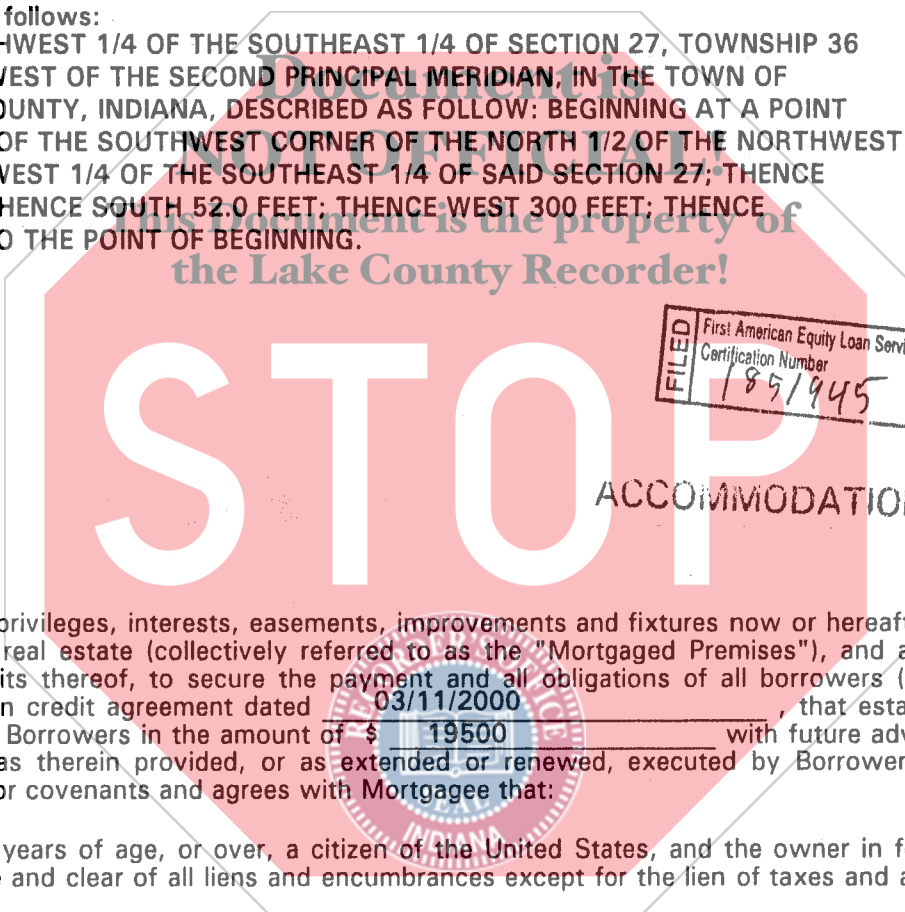 follows:
HWEST 1/4 OF THE SOUTHEAST 1/4 OF SECTION 27, TOWNSHIP 36
WEST OF THE SECOND PRINCIPAL MERIDIAN, IN THE TOWN OF
OUNTY, INDIANA, DESCRIBED AS FOLLOW: BEGINNING AT A POINT
OF THE SOUTHWEST CORNER OF THE NORTH 1/2 OF THE NORTHWEST
WEST 1/4 OF THE SOUTHEAST 1/4 OF SAID SECTION 27; THENCE
HENCE SOUTH 52.0 FEET; THENCE WEST 300 FEET; THENCE
O THE POINT OF BEGINNING.
Document is
NOT OFFICIAL!
This Document is the property of
the Lake County Recorder!
STOP
FILED
First American Equity Loan Servi
Certification Number
1851945
ACCOMMODATION
privileges, interests, easements, improvements and fixtures now or hereaft
real estate (collectively referred to as the "Mortgaged Premises"), and a
its thereof, to secure the payment and all obligations of all borrowers (
n credit agreement dated 03/11/2000, that esta
Borrowers in the amount of $ 19500 with future adv
as therein provided, or as extended or renewed, executed by Borrower
or covenants and agrees with Mortgagee that:
years of age, or over, a citizen of the United States, and the owner in f
and clear of all liens and encumbrances except for the lien of taxes and a
RECORDER'S OFFICE
SEAL
INDIANA